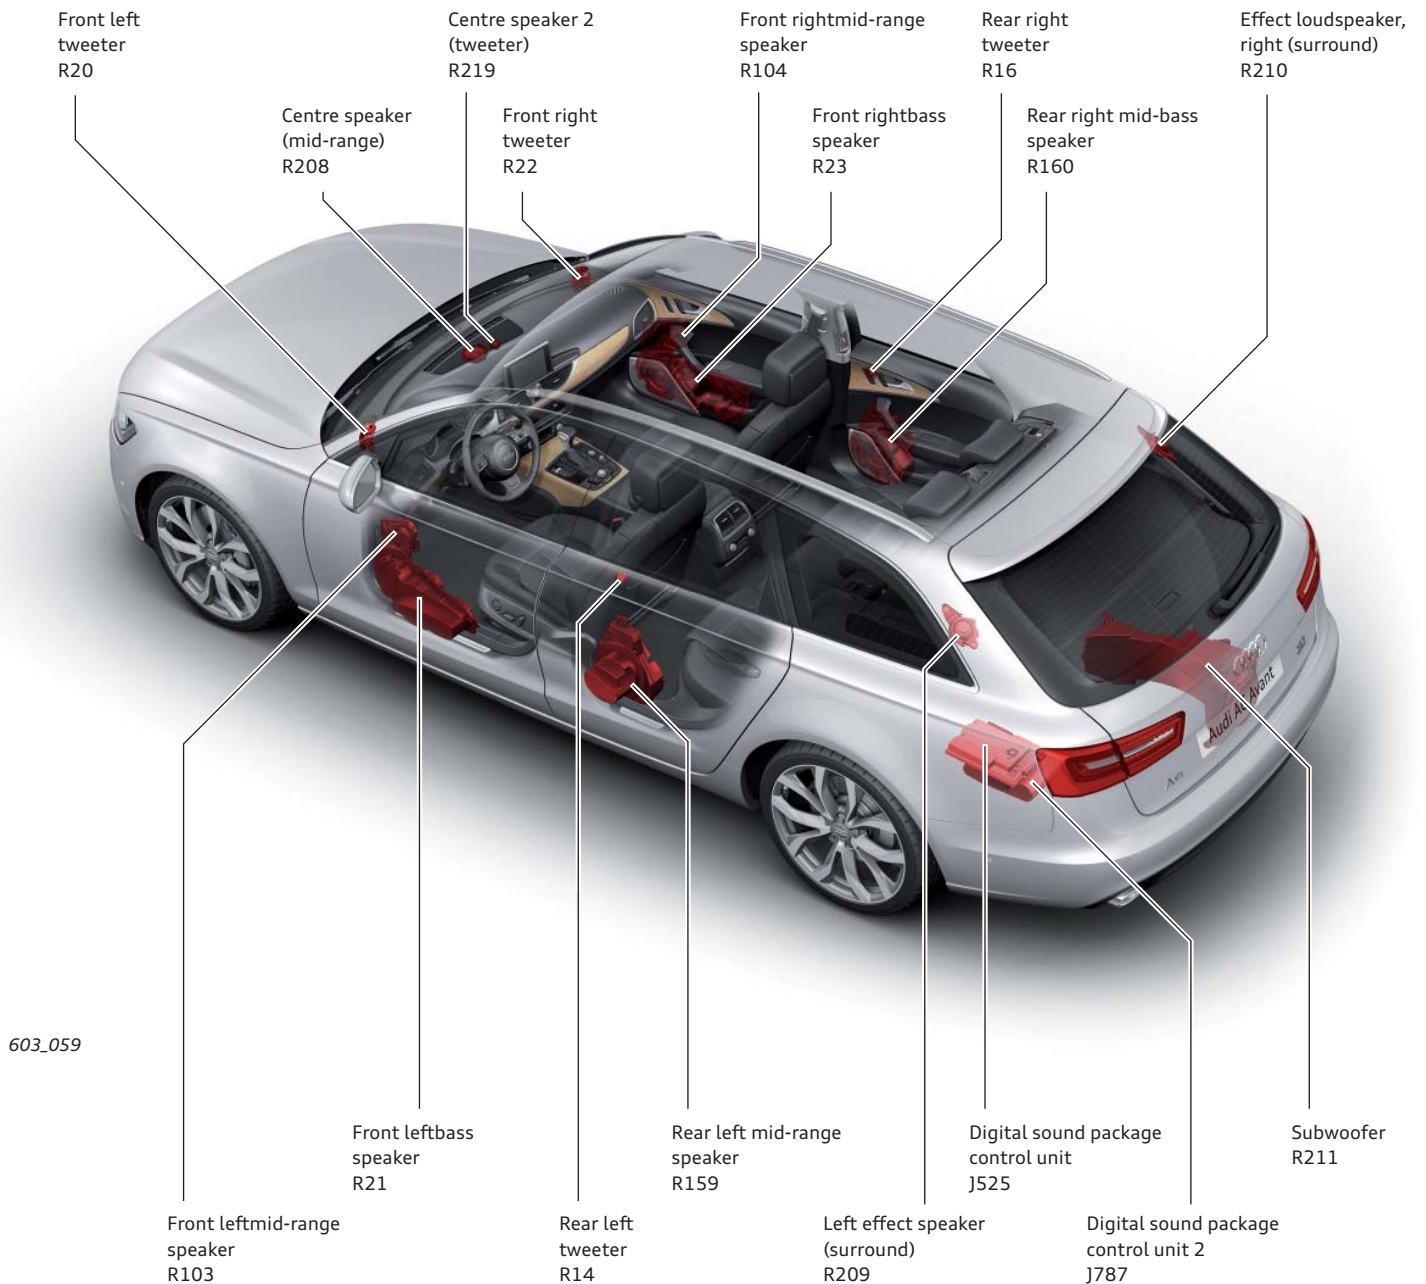 Front left
tweeter
R20
Centre speaker 2
(tweeter)
R219
Front rightmid-range
speaker
R104
Rear right
tweeter
R16
Effect loudspeaker,
right (surround)
R210
Centre speaker
(mid-range)
R208
Front right
tweeter
R22
Front rightbass
speaker
R23
Rear right mid-bass
speaker
R160
Audi A6 Avant
A6
603_059
Front leftbass
speaker
R21
Rear left mid-range
speaker
R159
Digital sound package
control unit
J525
Subwoofer
R211
Front leftmid-range
speaker
R103
Rear left
tweeter
R14
Left effect speaker
(surround)
R209
Digital sound package
control unit 2
J787